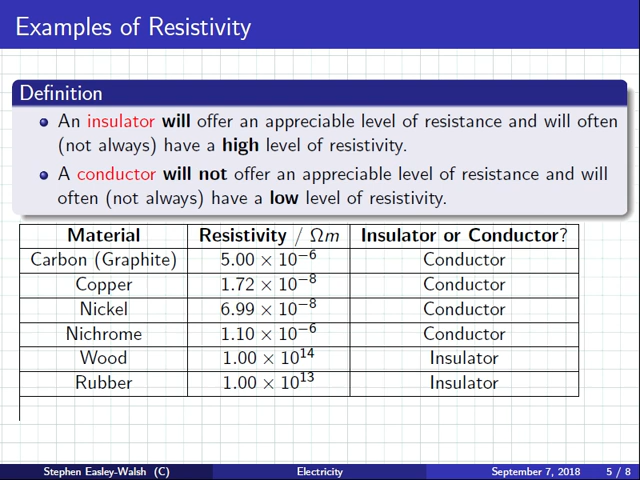 Examples of Resistivity
Definition
• An insulator will offer an appreciable level of resistance and will often
(not always) have a high level of resistivity.
• A conductor will not offer an appreciable level of resistance and will
often (not always) have a low level of resistivity.
Material Resistivity / Ωm Insulator or Conductor?
Carbon (Graphite) 5.00 × 10⁻⁶ Conductor
Copper 1.72 × 10⁻⁸ Conductor
Nickel 6.99 × 10⁻⁸ Conductor
Nichrome 1.10 × 10⁻⁶ Conductor
Wood 1.00 × 10¹⁴ Insulator
Rubber 1.00 × 10¹³ Insulator
Stephen Easley-Walsh (C) Electricity September 7, 2018 5 / 8